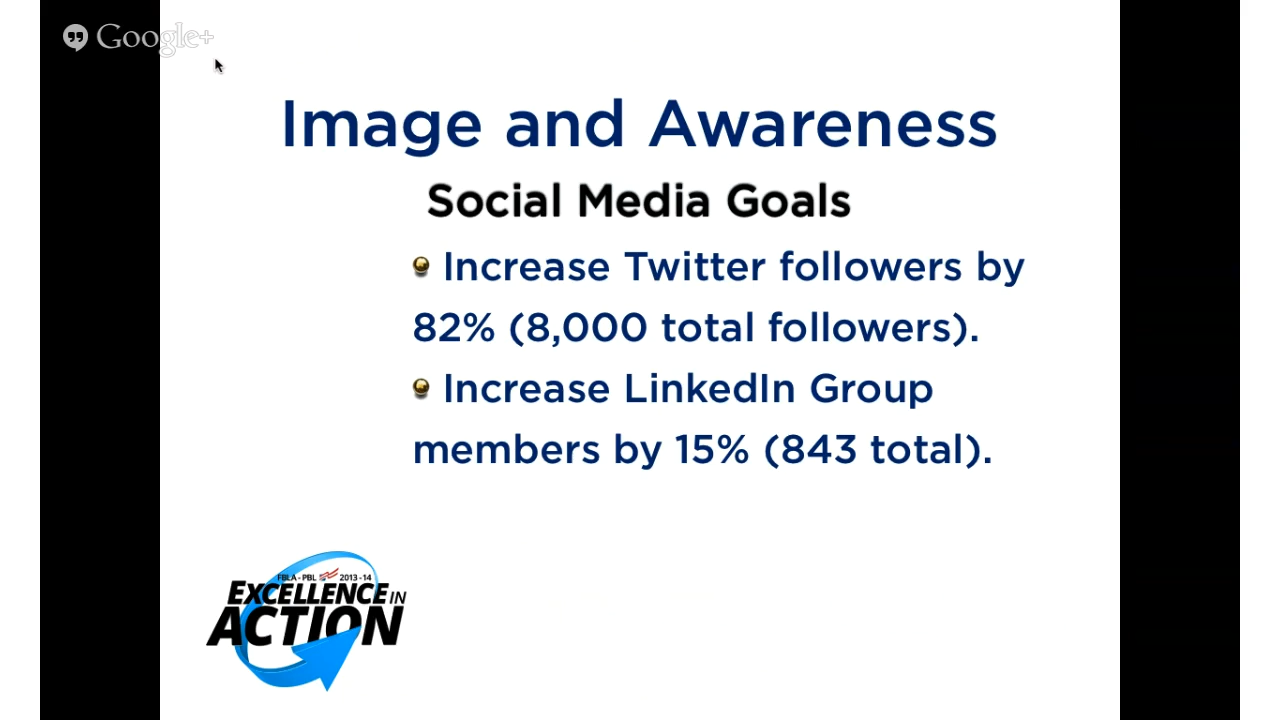 Google+
Image and Awareness
Social Media Goals
Increase Twitter followers by
82% (8,000 total followers).
Increase LinkedIn Group
members by 15% (843 total).
FBLA-PBL 2013-14
EXCELLENCE IN
ACTION